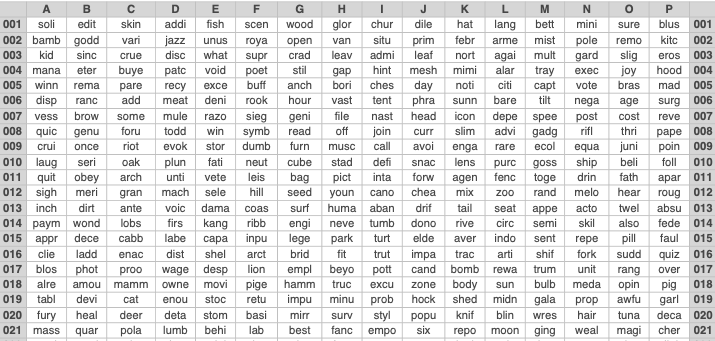 A B C D E F G H I J K L M N O P
001 soli edit skin addi fish scen wood glor chur dile hat lang bett mini sure blus 001
002 bamb godd vari jazz unus roya open van situ prim febr arme mist pole remo kitc 002
003 kid sinc crue disc what supr crad leav admi leaf nort agai mult gard slig eros 003
004 mana eter buye patc void poet stil gap hint mesh mimi alar tray exec joy hood 004
005 winn rema pare recy exce buff anch bori ches day noti citi capt vote bras mad 005
006 disp ranc add meat deni rook hour vast tent phra sunn bare tilt nega age surg 006
007 vess brow some mule razo sieg geni file nast head icon depe spee post cost reve 007
008 quic genu foru todd win symb read off join curr slim advi gadg rifl thri pape 008
009 crui once riot evok stor dumb furn musc call avoi enga rare ecol equa juni poin 009
010 laug seri oak plun fati neut cube stad defi snac lens purc goss ship beli foll 010
011 quit obey arch unti vete leis bag pict inta forw agen fenc toge drin fath apar 011
012 sigh meri gran mach sele hill seed youn cano chea mix zoo rand melo hear roug 012
013 inch dirt ante voic dama coas surf huma aban drif tail seat appe acto twel absu 013
014 paym wond lobs firs kang ribb engi neve tumb dono rive circ semi skil also fede 014
015 appr dece cabb labe capa inpu lege park turt elde aver indo sent repe pill faul 015
016 clie ladd enac dist shel arct brid fit trut impa trac arti shif fork sudd quiz 016
017 blos phot proo wage desp lion empl beyo pott cand bomb rewa trum unit rang over 017
018 alre amou mamm owne movi pige hamm truc excu zone body sun bulb meda opin pig 018
019 tabl devi cat enou stoc retu impu minu prob hock shed midn gala prop awfu garl 019
020 fury heal deer deta stom basi mirr surv styl popu knif blin wres hair tuna deca 020
021 mass quar pola lumb behi lab best fanc empo six repo moon ging weal magi cher 021